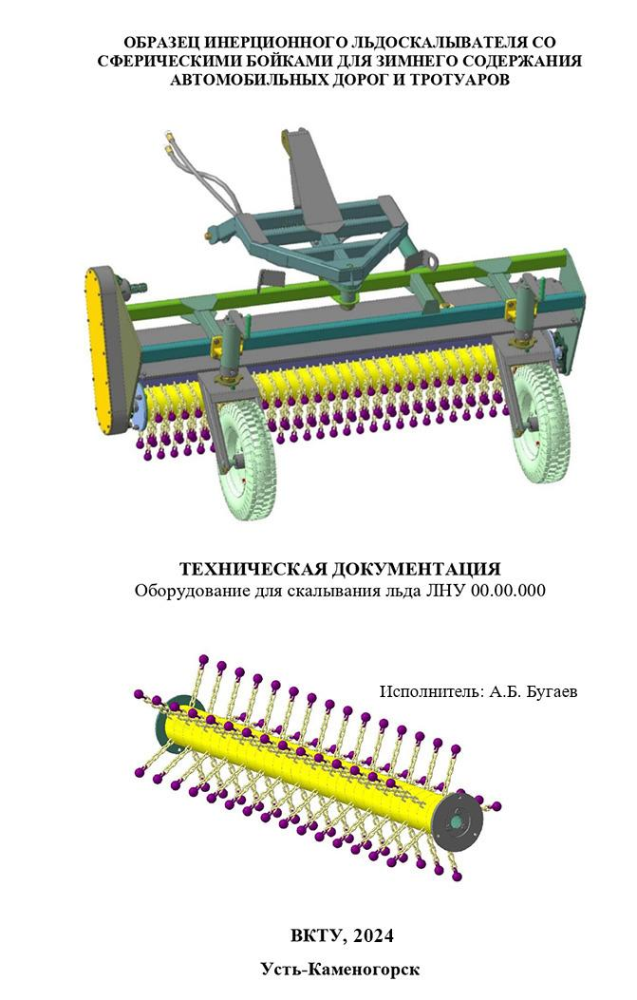 ОБРАЗЕЦ ИНЕРЦИОННОГО ЛЬДОСКАЛЫВАТЕЛЯ СО
СФЕРИЧЕСКИМИ БОЙКАМИ ДЛЯ ЗИМНЕГО СОДЕРЖАНИЯ
АВТОМОБИЛЬНЫХ ДОРОГ И ТРОТУАРОВ
ТЕХНИЧЕСКАЯ ДОКУМЕНТАЦИЯ
Оборудование для скалывания льда ЛНУ 00.00.000
Исполнитель: А.Б. Бугаев
ВКТУ, 2024
Усть-Каменогорск